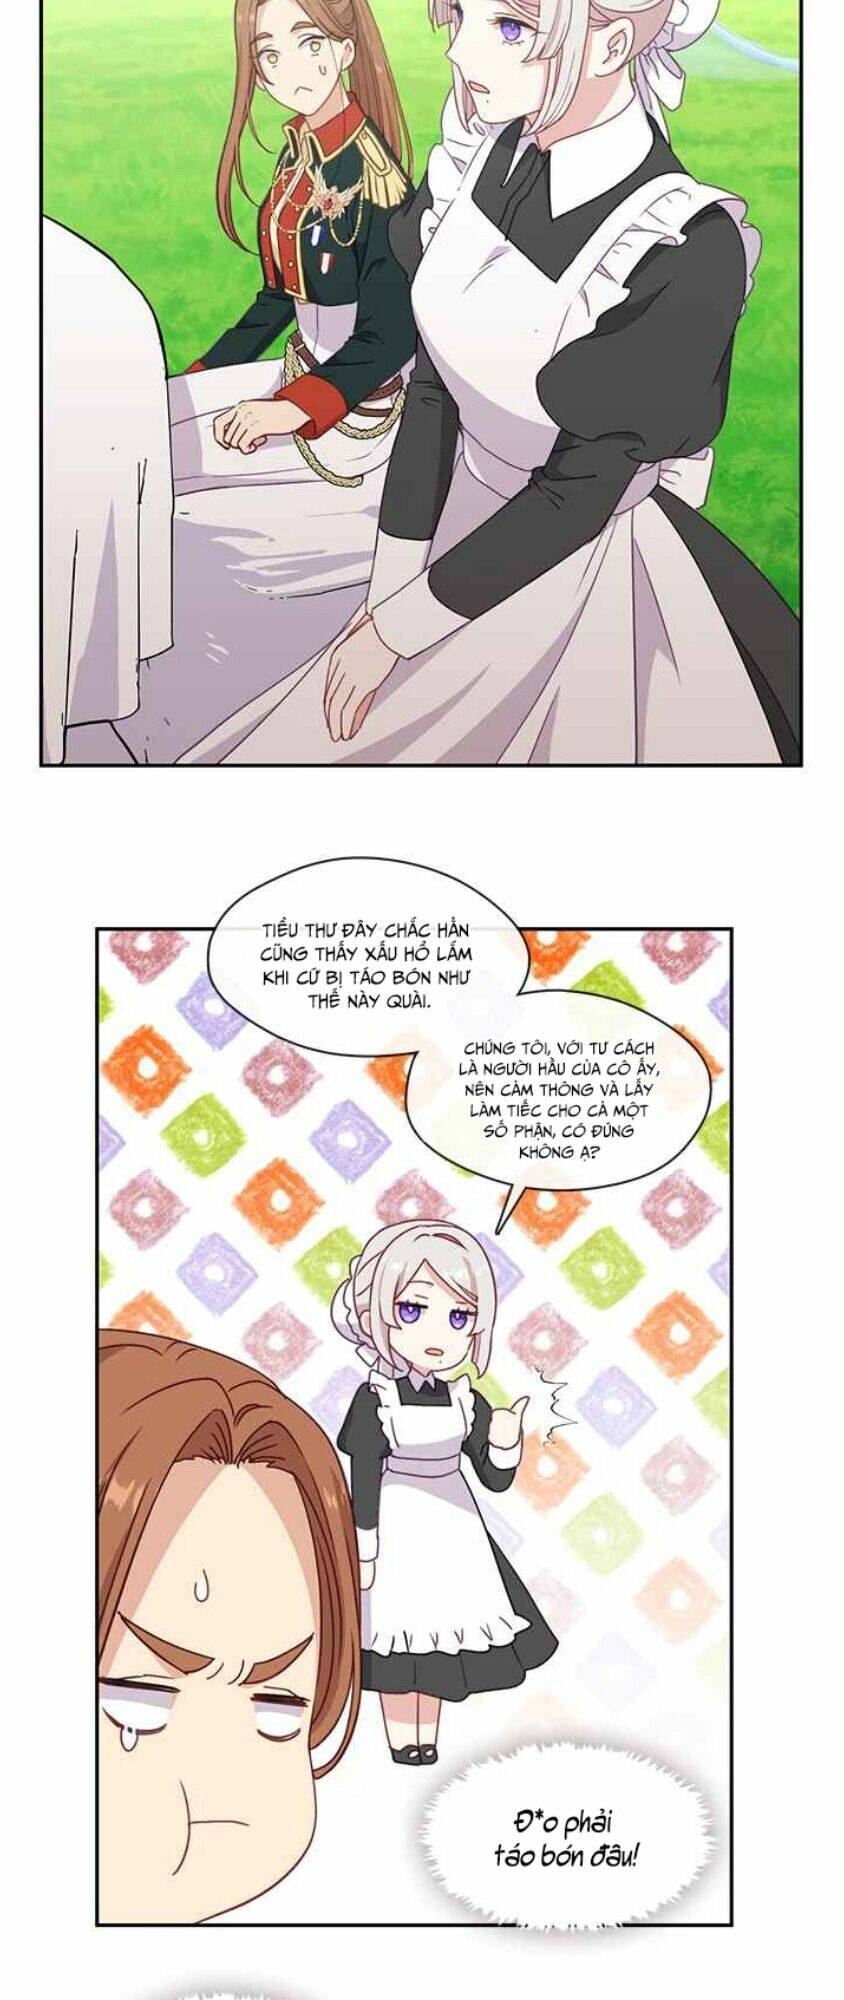 TIỂU THƯ ĐÂY CHẮC HẲN
CŨNG THẤY XẤU HỔ LẮM
KHI CỨ BỊ TÁO BÓN NHƯ
THẾ NÀY QUÀI.
CHÚNG TÔI, VỚI TƯ CÁCH
LÀ NGƯỜI HẦU CỦA CÔ ẤY,
NÊN CẢM THÔNG VÀ LẤY
LÀM TIẾC CHO CẢ MỘT
SỐ PHẬN, CÓ ĐÚNG
KHÔNG Ạ?
Đ*o phải
táo bón đâu!